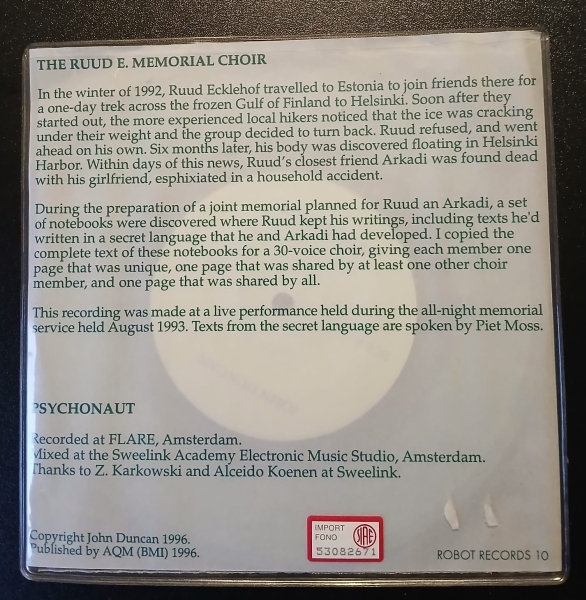 THE RUUD E. MEMORIAL CHOIR
In the winter of 1992, Ruud Ecklehof travelled to Estonia to join friends there for
a one-day trek across the frozen Gulf of Finland to Helsinki. Soon after they
started out, the more experienced local hikers noticed that the ice was cracking
under their weight and the group decided to turn back. Ruud refused, and went
ahead on his own. Six months later, his body was discovered floating in Helsinki
Harbor. Within days of this news, Ruud's closest friend Arkadi was found dead
with his girlfriend, esphixiated in a household accident.
During the preparation of a joint memorial planned for Ruud an Arkadi, a set
of notebooks were discovered where Ruud kept his writings, including texts he'd
written in a secret language that he and Arkadi had developed. I copied the
complete text of these notebooks for a 30-voice choir, giving each member one
page that was unique, one page that was shared by at least one other choir
member, and one page that was shared by all.
This recording was made at a live performance held during the all-night memorial
service held August 1993. Texts from the secret language are spoken by Piet Moss.
PSYCHONAUT
Recorded at FLARE, Amsterdam.
Mixed at the Sweelink Academy Electronic Music Studio, Amsterdam.
Thanks to Z. Karkowski and Alceido Koenen at Sweelink.
Copyright John Duncan 1996.
Published by AQM (BMI) 1996.
IMPORT
FONO
SIAE
53082671
ROBOT RECORDS 10